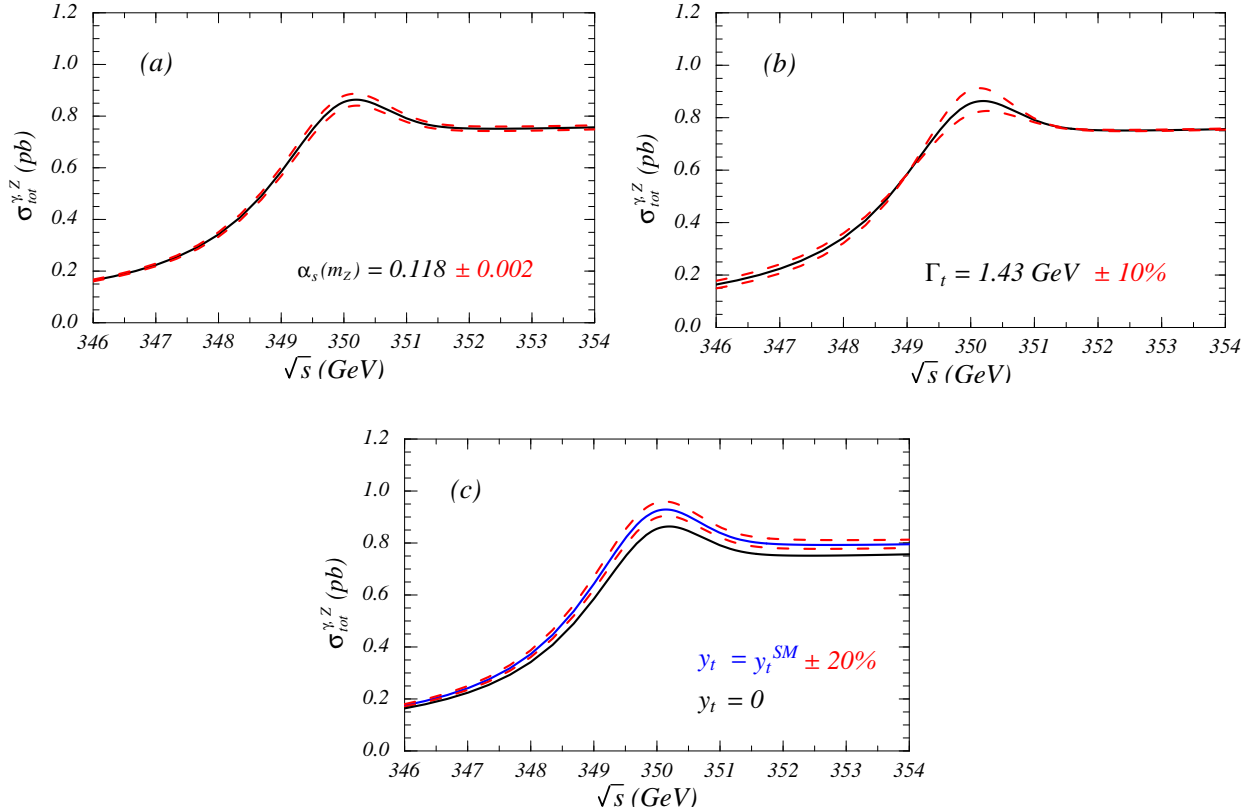 1.2
1.0
0.8
0.6
0.4
0.2
0.0
σ_tot^γ,Z (pb)
(a)
α_s(m_Z) = 0.118 ± 0.002
346 347 348 349 350 351 352 353 354
√s (GeV)
1.2
1.0
0.8
0.6
0.4
0.2
0.0
σ_tot^γ,Z (pb)
(b)
Γ_t = 1.43 GeV ± 10%
346 347 348 349 350 351 352 353 354
√s (GeV)
1.2
1.0
0.8
0.6
0.4
0.2
0.0
σ_tot^γ,Z (pb)
(c)
y_t = y_t^SM ± 20%
y_t = 0
346 347 348 349 350 351 352 353 354
√s (GeV)